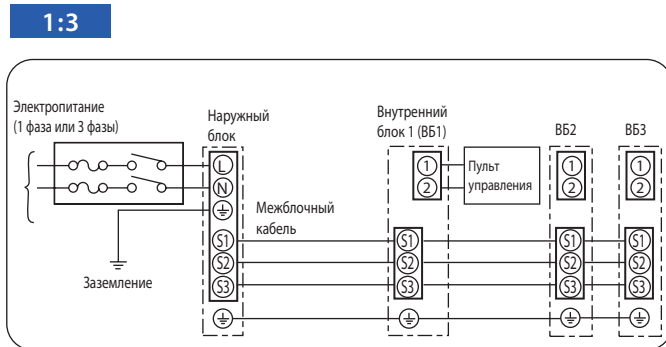 1:3
Электропитание
(1 фаза или 3 фазы)
Наружный
блок
Внутренний
блок 1 (ВБ1)
ВБ2
ВБ3
L
N
1
2
Пульт
управления
1
2
1
2
Межблочный
кабель
Заземление
S1
S2
S3
S1
S2
S3
S1
S2
S3
S1
S2
S3